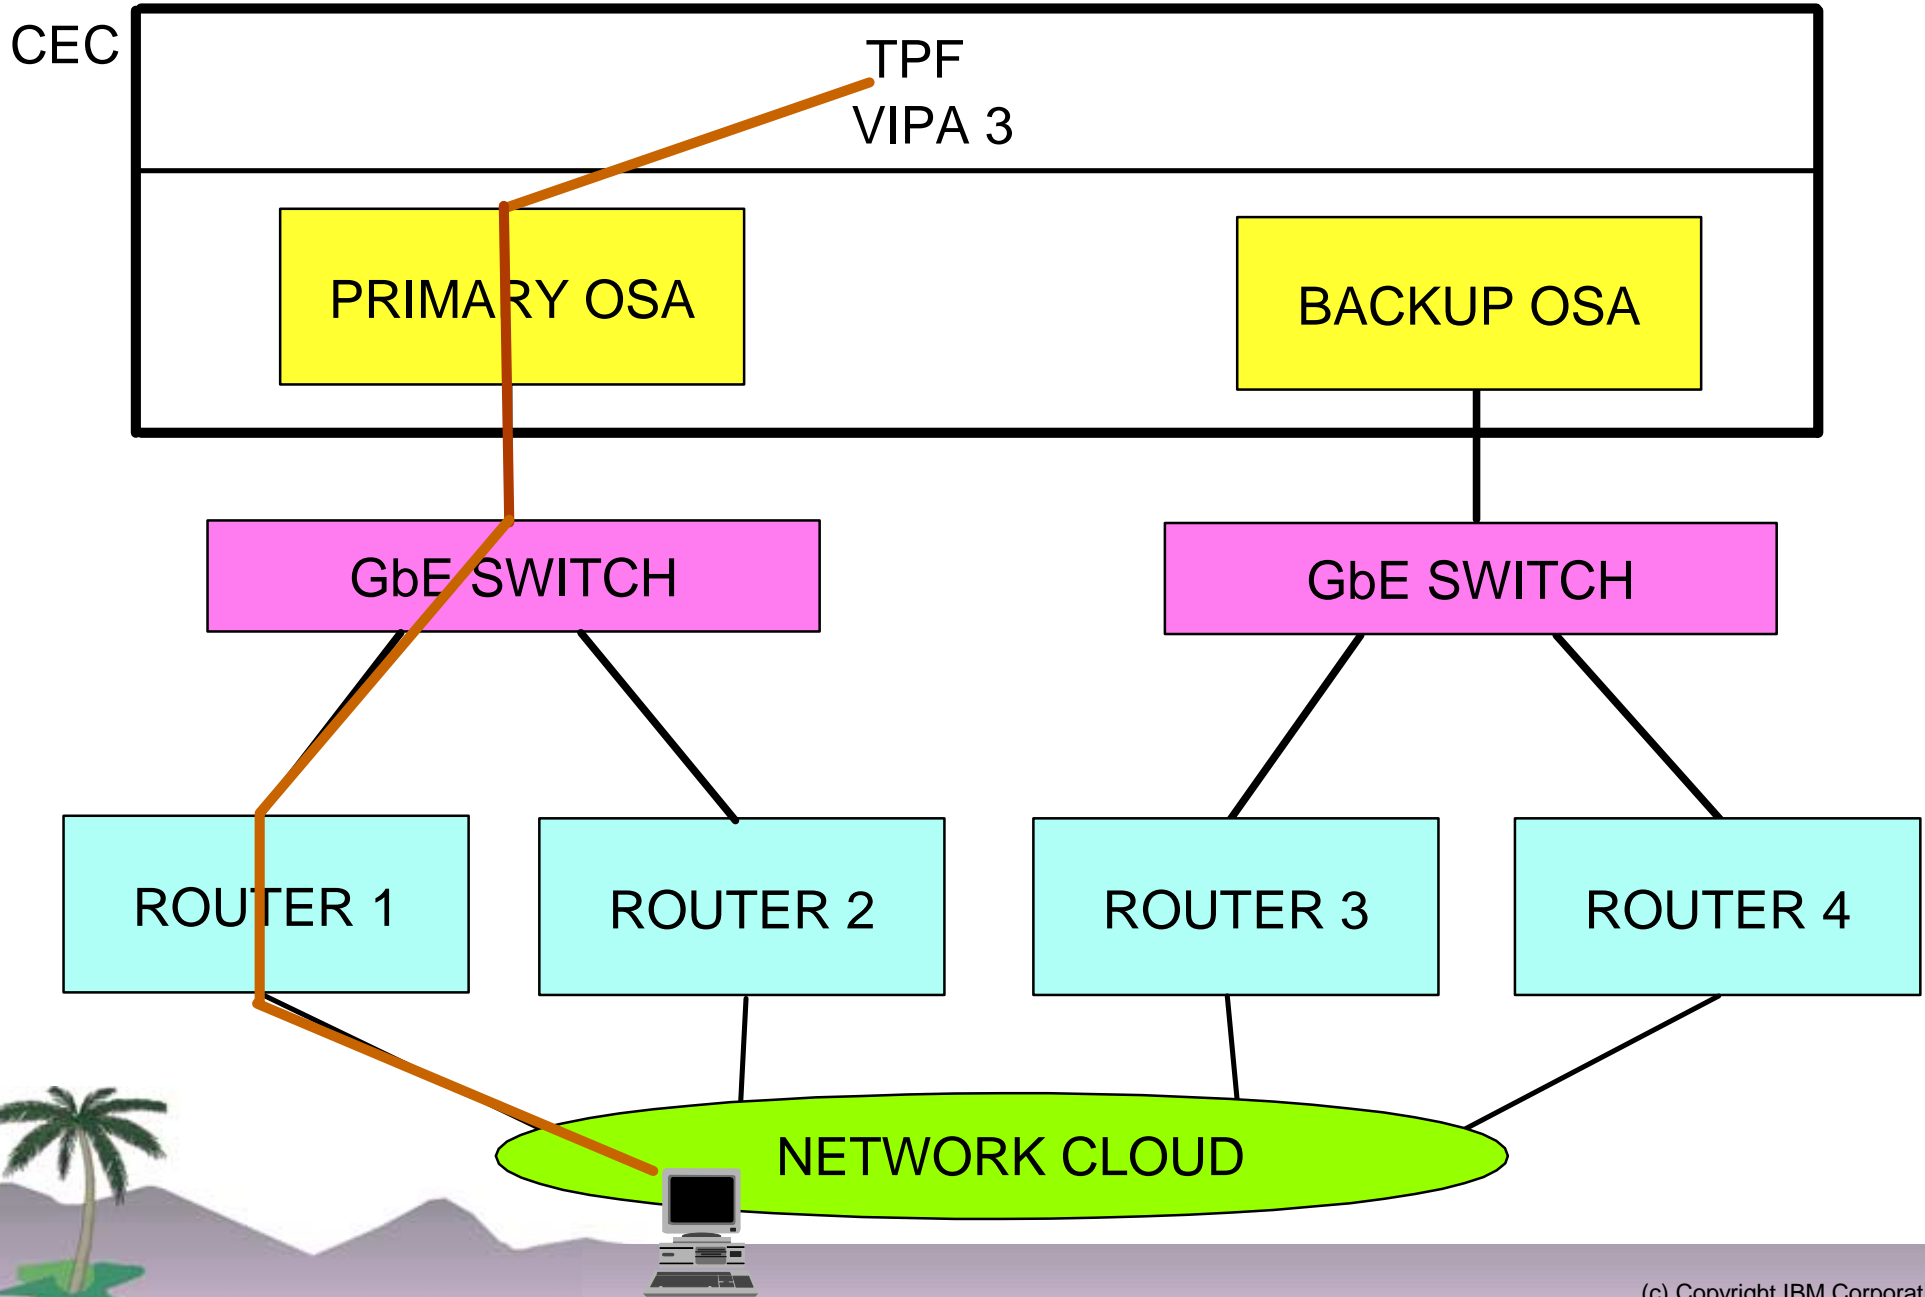 CEC
TPF
VIPA 3
PRIMARY OSA
BACKUP OSA
GbE SWITCH
GbE SWITCH
ROUTER 1
ROUTER 2
ROUTER 3
ROUTER 4
NETWORK CLOUD
(c) Copyright IBM Corporat